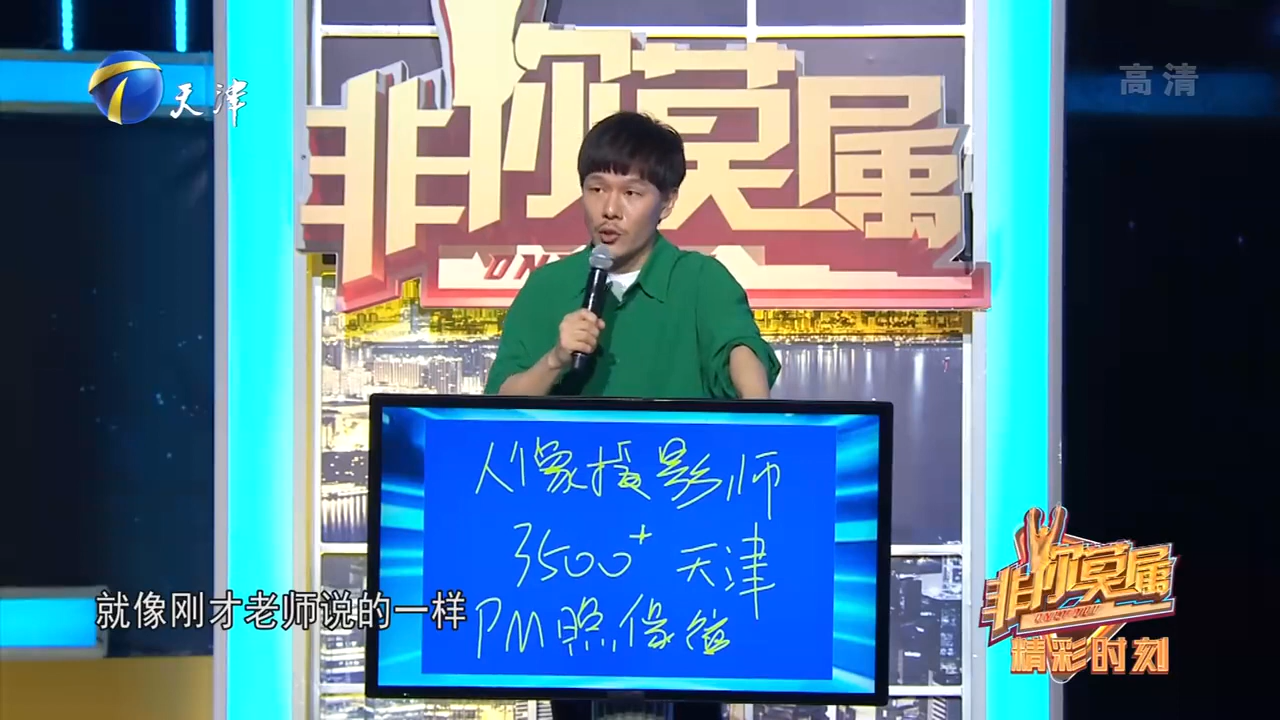 天津
高清
非你莫属
人像摄影师
3500+ 天津
PM照像馆
就像刚才老师说的一样
非你莫属
ONLY YOU
精彩时刻